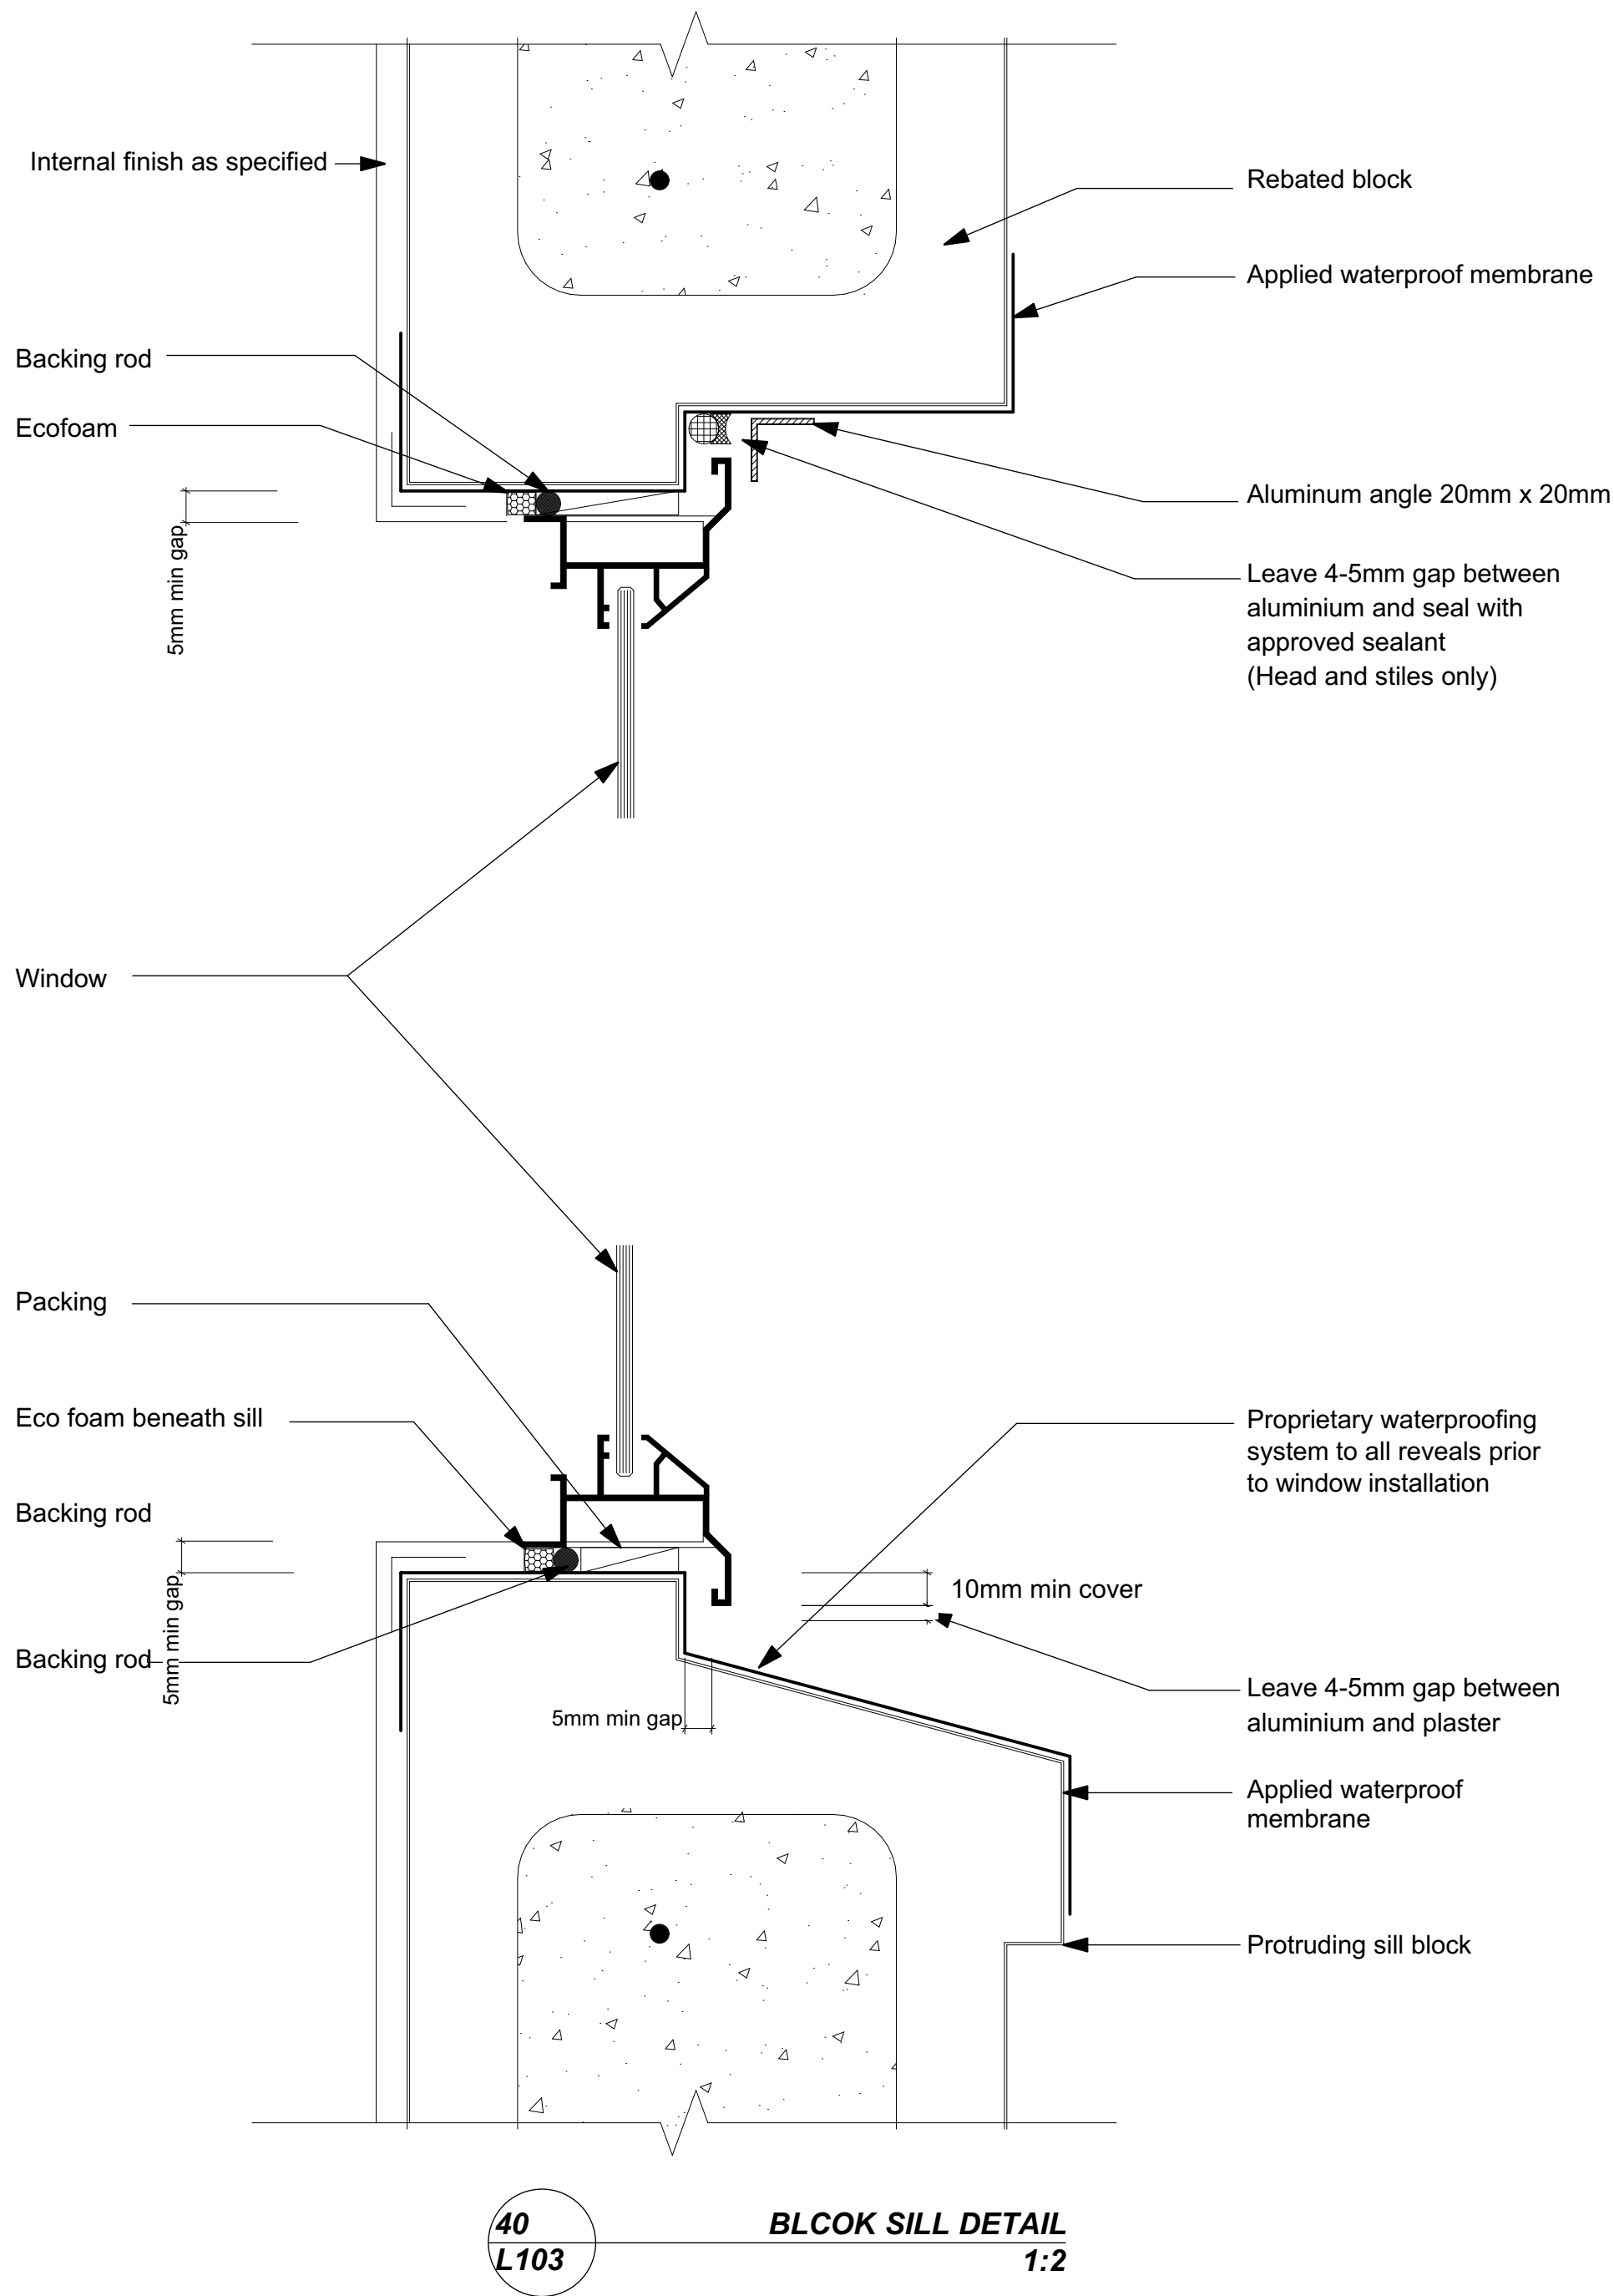 Internal finish as specified
Rebated block
Applied waterproof membrane
Backing rod
Ecofoam
5mm min gap
Aluminum angle 20mm x 20mm
Leave 4-5mm gap between
aluminium and seal with
approved sealant
(Head and stiles only)
Window
Packing
Eco foam beneath sill
Backing rod
5mm min gap
Backing rod
Proprietary waterproofing
system to all reveals prior
to window installation
10mm min cover
5mm min gap
Leave 4-5mm gap between
aluminium and plaster
Applied waterproof
membrane
Protruding sill block
40
L103
BLCOK SILL DETAIL
1:2